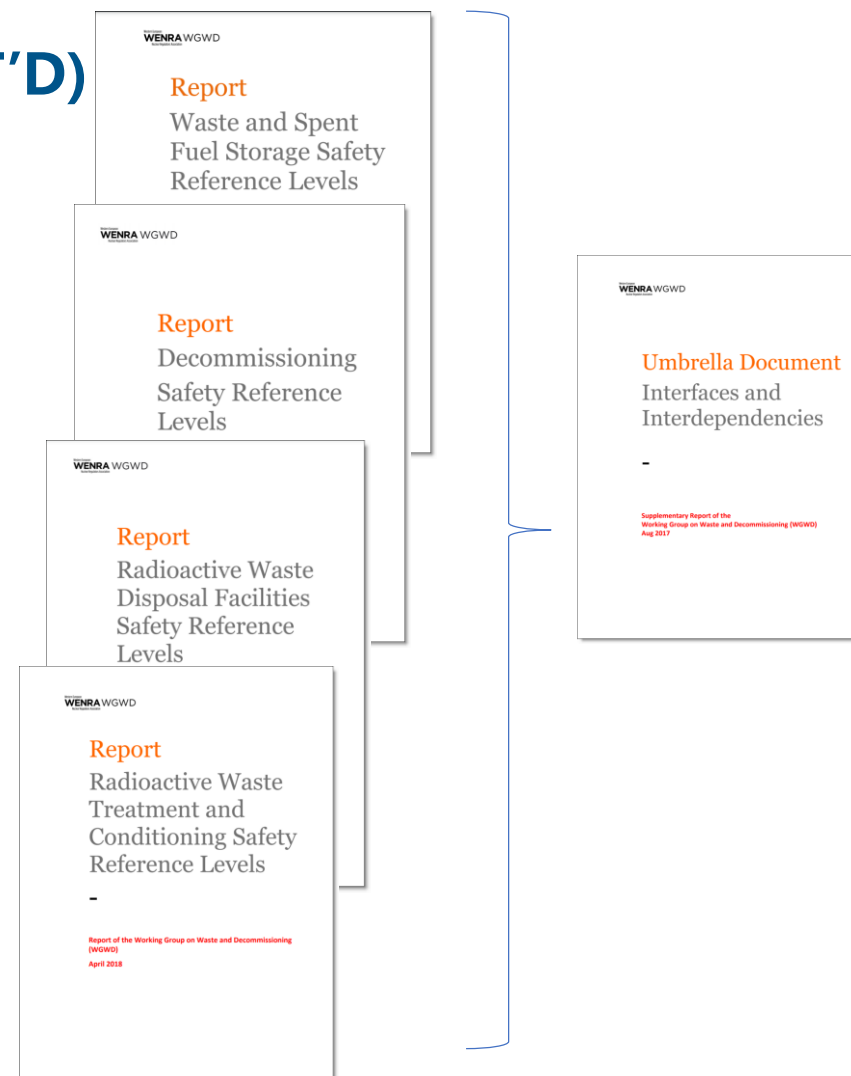 T’D)
WENRA WGWD
Report
Waste and Spent
Fuel Storage Safety
Reference Levels
WENRA WGWD
Report
Decommissioning
Safety Reference
Levels
WENRA WGWD
Report
Radioactive Waste
Disposal Facilities
Safety Reference
Levels
WENRA WGWD
Report
Radioactive Waste
Treatment and
Conditioning Safety
Reference Levels
-
Report of the Working Group on Waste and Decommissioning
(WGWD)
April 2018
WENRA WGWD
Umbrella Document
Interfaces and
Interdependencies
-
Supplementary Report of the
Working Group on Waste and Decommissioning (WGWD)
Aug 2017